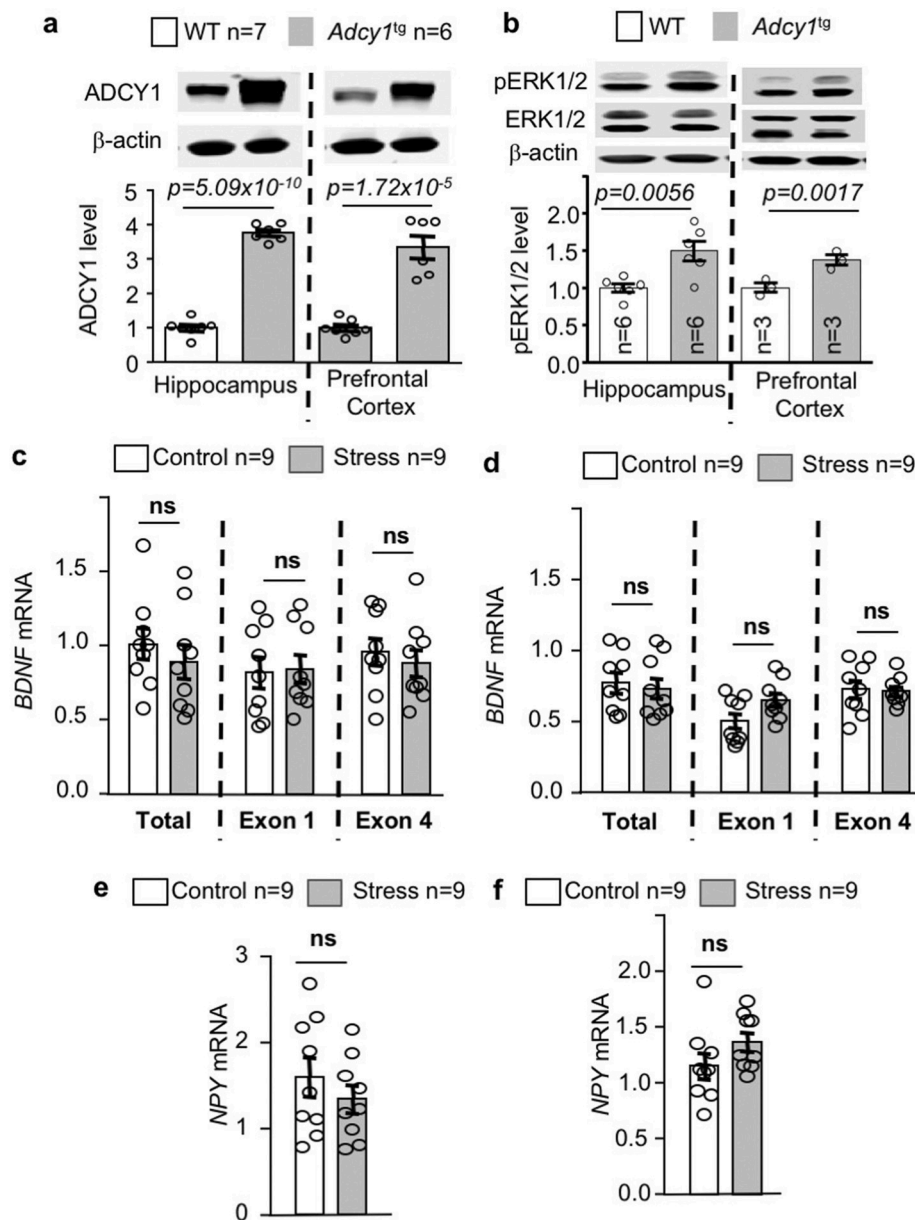 a
WT n=7 Adcy1tg n=6
ADCY1
β-actin
p=5.09x10-10 p=1.72x10-5
ADCY1 level
5
4
3
2
1
0
Hippocampus Prefrontal
Cortex
b
WT Adcy1tg
pERK1/2
ERK1/2
β-actin
p=0.0056 p=0.0017
pERK1/2 level
2.0
1.5
1.0
0.5
0.0
n=6 n=6 n=3 n=3
Hippocampus Prefrontal
Cortex
c
Control n=9 Stress n=9
ns ns ns
BDNF mRNA
1.5
1.0
0.5
0.0
Total Exon 1 Exon 4
d
Control n=9 Stress n=9
ns ns ns
BDNF mRNA
1.5
1.0
0.5
0.0
Total Exon 1 Exon 4
e
Control n=9 Stress n=9
ns
NPY mRNA
3
2
1
0
f
Control n=9 Stress n=9
ns
NPY mRNA
2.0
1.5
1.0
0.5
0.0